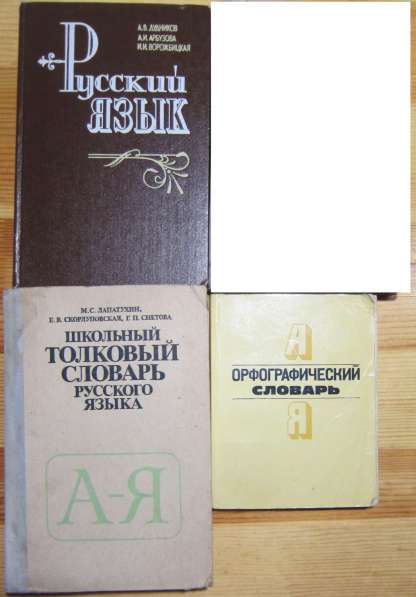 А.В. ДУДНИКОВ
А.И. АРБУЗОВА
И.И. ВОРОЖБИЦКАЯ
Русский
ЯЗЫК
М. С. ЛАПАТУХИН,
Е. В. СКОРЛУПОВСКАЯ, Г. П. СНЕТОВА
ШКОЛЬНЫЙ
ТОЛКОВЫЙ
СЛОВАРЬ
РУССКОГО
ЯЗЫКА
А-Я
А
ОРФОГРАФИЧЕСКИЙ
СЛОВАРЬ
Я